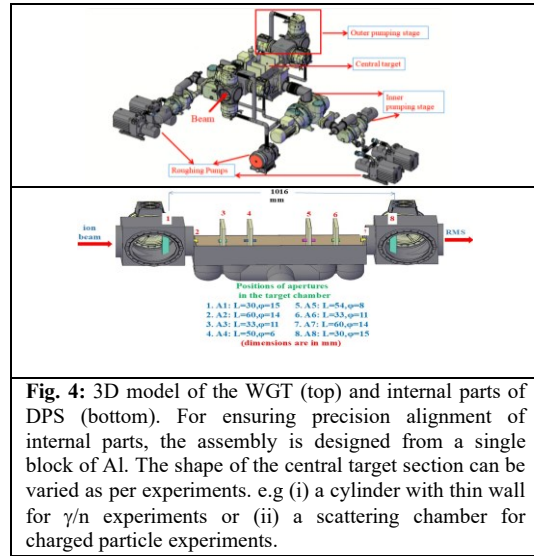 Outer pumping stage
Central target
Inner
pumping stage
Beam
Roughing Pumps
1016
mm
1
8
3 4 5 6
ion
beam
2
7
RMS
Positions of apertures
in the target chamber
1. A1: L=30,φ=15 5. A5: L=54,φ=8
2. A2: L=60,φ=14 6. A6: L=33,φ=11
3. A3: L=33,φ=11 7. A7: L=60,φ=14
4. A4: L=50,φ=6 8. A8: L=30,φ=15
(dimensions are in mm)
Fig. 4: 3D model of the WGT (top) and internal parts of
DPS (bottom). For ensuring precision alignment of
internal parts, the assembly is designed from a single
block of Al. The shape of the central target section can be
varied as per experiments. e.g (i) a cylinder with thin wall
for γ/n experiments or (ii) a scattering chamber for
charged particle experiments.